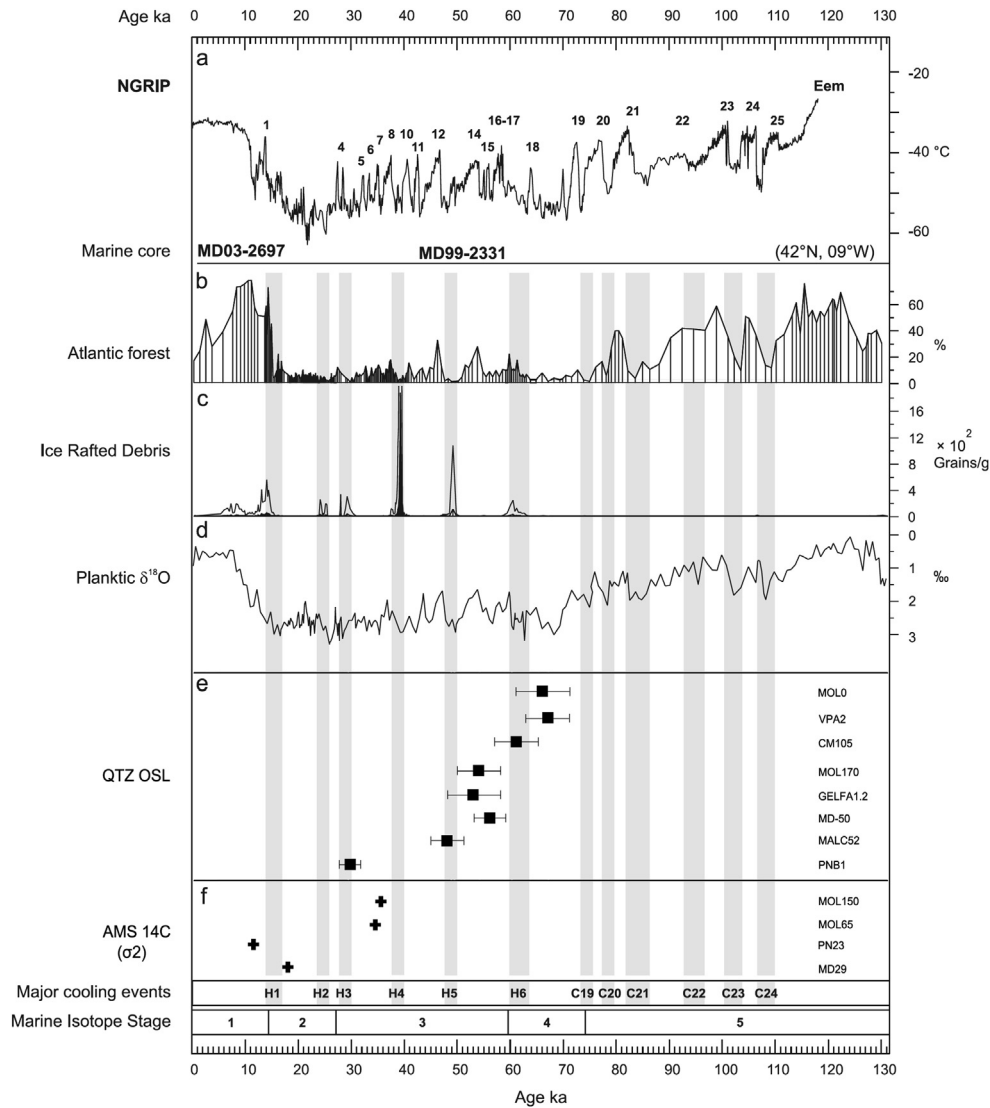 Age ka
0 10 20 30 40 50 60 70 80 90 100 110 120 130
a
NGRIP
-20
Eem
1 4 5 6 7 8 10 11 12 14 15 16-17 18 19 20 21 22 23 24 25
-40 °C
-60
Marine core
MD03-2697 MD99-2331 (42°N, 09°W)
b
60
Atlantic forest
40
%
20
0
c
16
Ice Rafted Debris
12
× 10²
8
Grains/g
4
0
d
0
Planktic δ¹⁸O
1
‰
2
3
e
MOL0
VPA2
CM105
QTZ OSL
MOL170
GELFA1.2
MD-50
MALC52
PNB1
f
MOL150
AMS 14C
(σ2)
MOL65
PN23
MD29
Major cooling events H1 H2 H3 H4 H5 H6 C19 C20 C21 C22 C23 C24
Marine Isotope Stage 1 2 3 4 5
0 10 20 30 40 50 60 70 80 90 100 110 120 130
Age ka